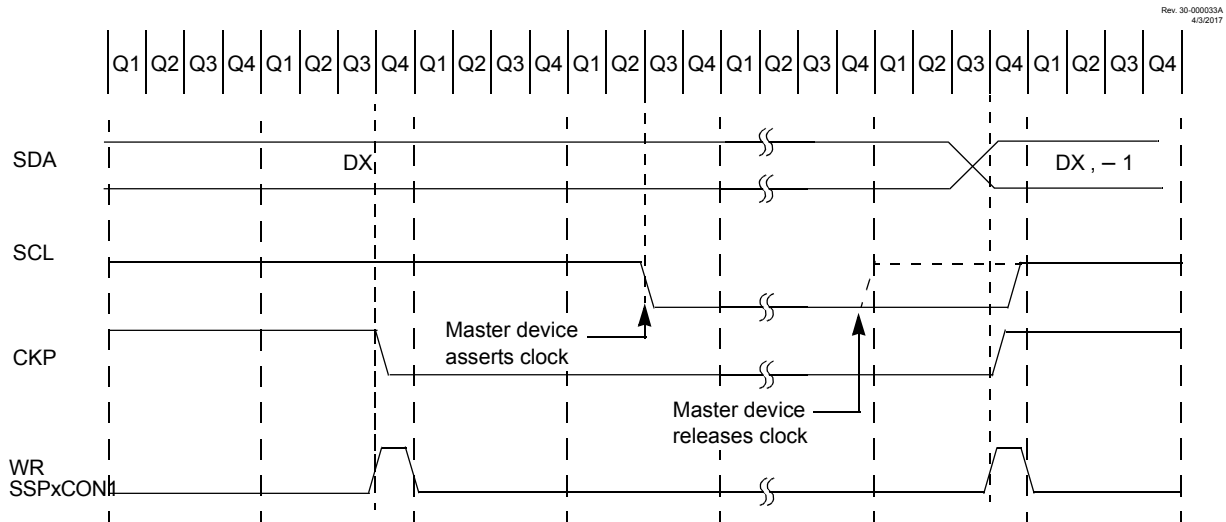 Rev. 30-000033A
4/3/2017
Q1 Q2 Q3 Q4 Q1 Q2 Q3 Q4 Q1 Q2 Q3 Q4 Q1 Q2 Q3 Q4 Q1 Q2 Q3 Q4 Q1 Q2 Q3 Q4 Q1 Q2 Q3 Q4
SDA
DX
DX , – 1
SCL
Master device
asserts clock
CKP
Master device
releases clock
WR
SSPxCON1